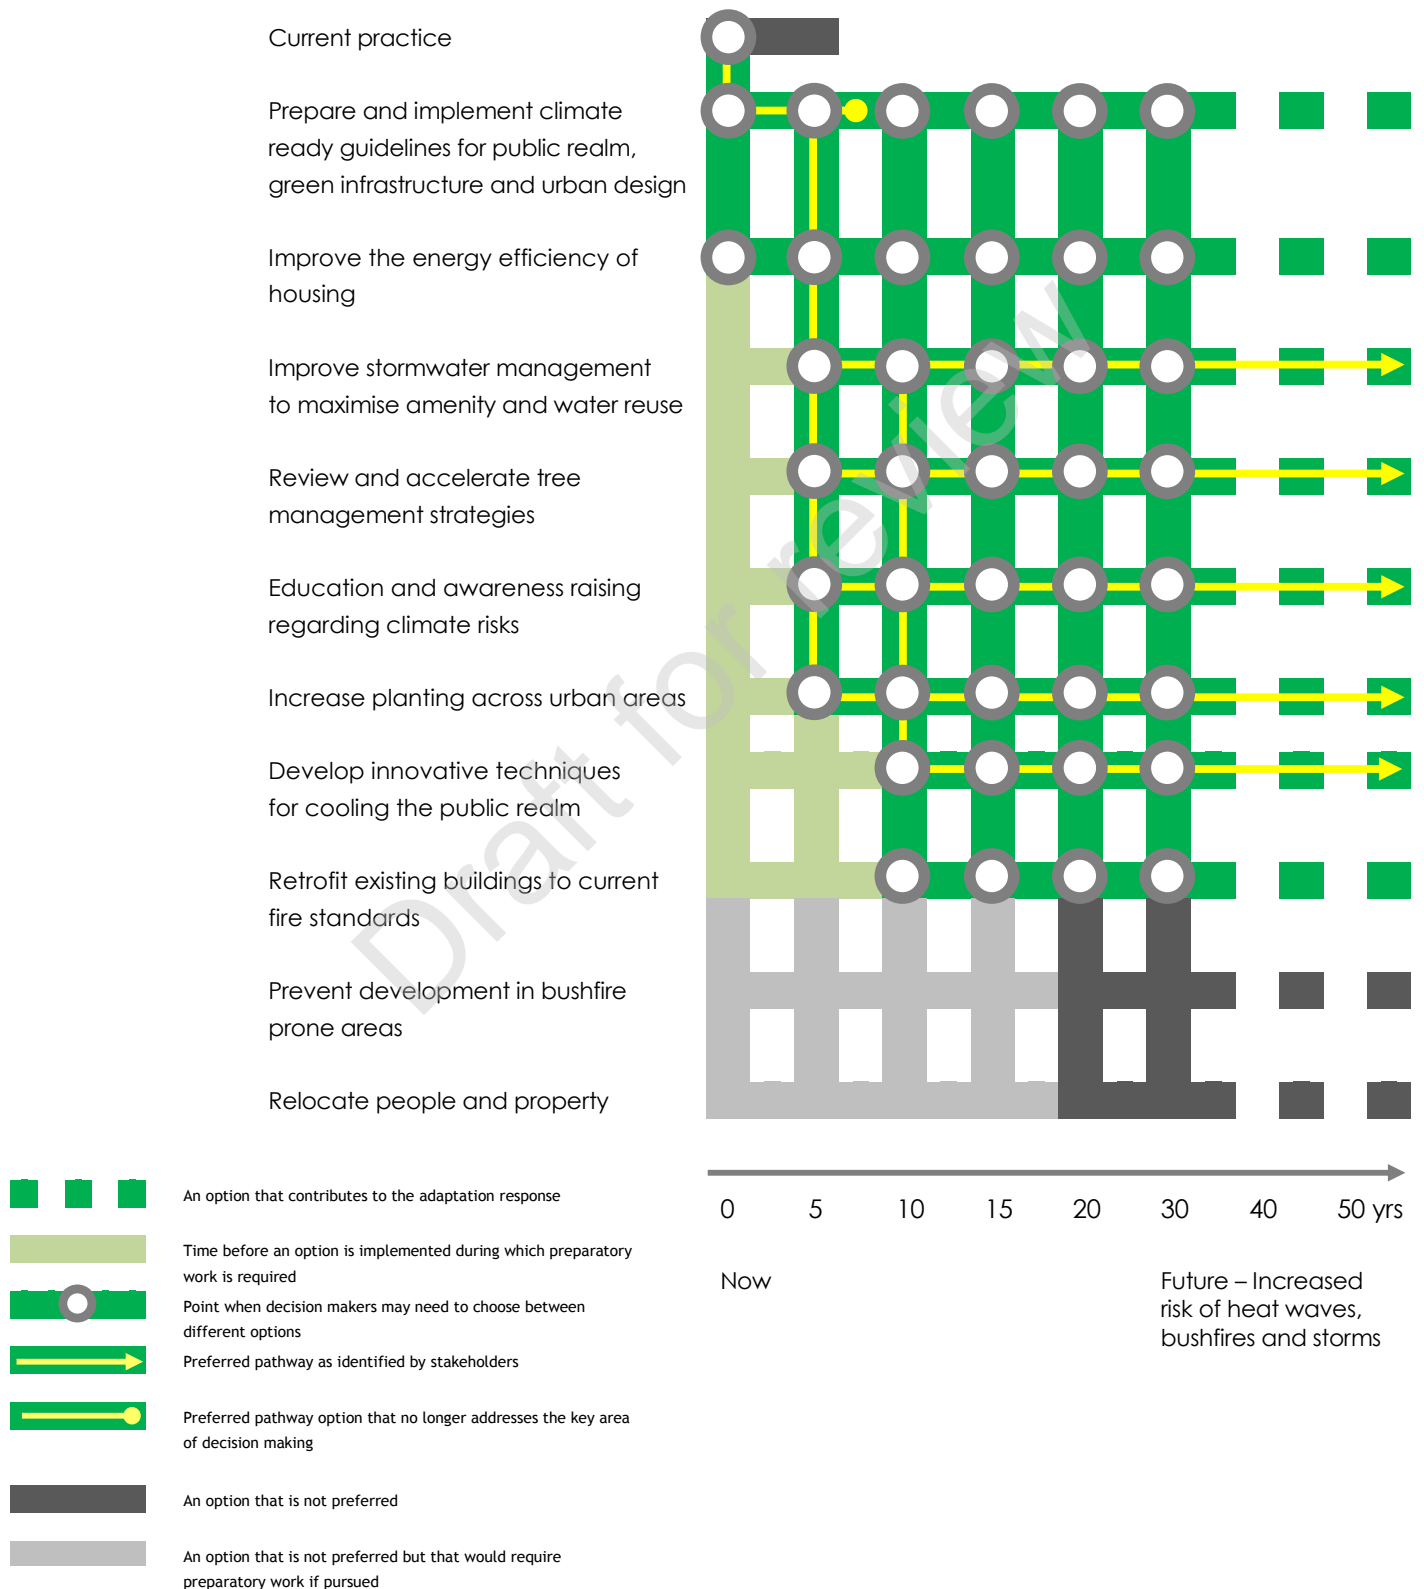 Current practice
Prepare and implement climate
ready guidelines for public realm,
green infrastructure and urban design
Improve the energy efficiency of
housing
Improve stormwater management
to maximise amenity and water reuse
Review and accelerate tree
management strategies
Education and awareness raising
regarding climate risks
Increase planting across urban areas
Develop innovative techniques
for cooling the public realm
Retrofit existing buildings to current
fire standards
Prevent development in bushfire
prone areas
Relocate people and property
Draft for review
0 5 10 15 20 30 40 50 yrs
Now
Future – Increased
risk of heat waves,
bushfires and storms
An option that contributes to the adaptation response
Time before an option is implemented during which preparatory
work is required
Point when decision makers may need to choose between
different options
Preferred pathway as identified by stakeholders
Preferred pathway option that no longer addresses the key area
of decision making
An option that is not preferred
An option that is not preferred but that would require
preparatory work if pursued